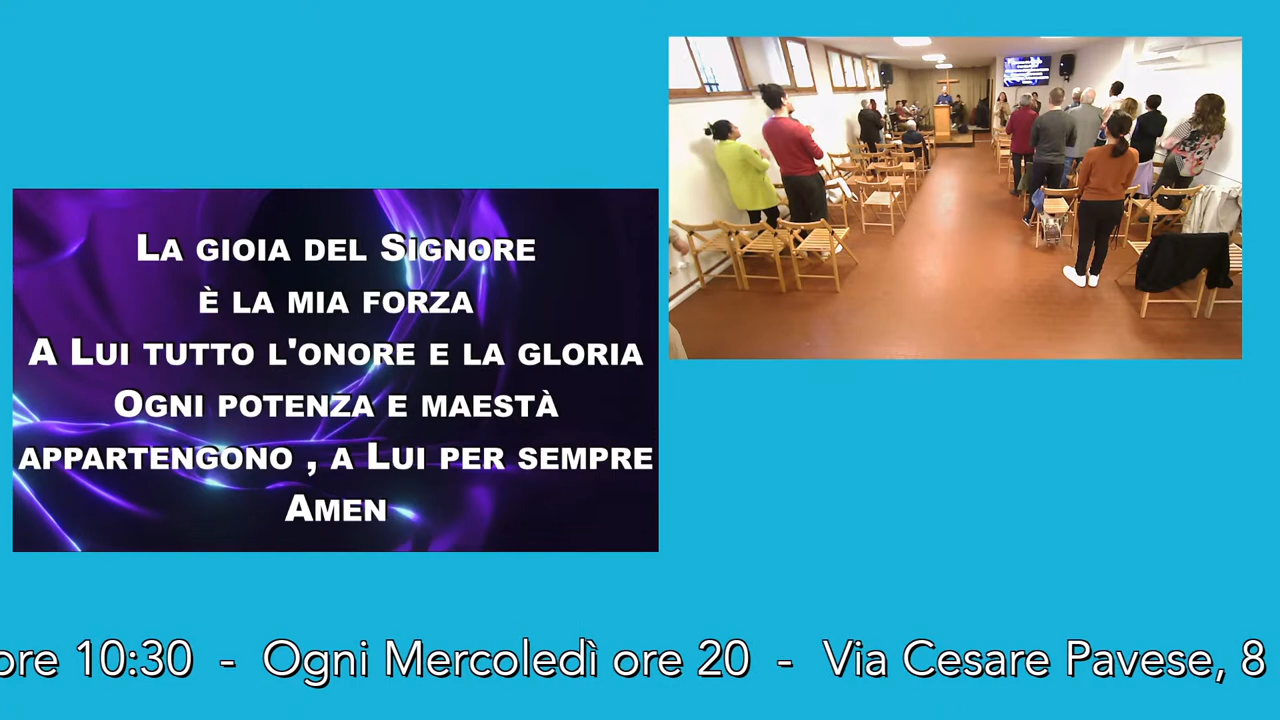 La gioia del Signore
è la mia forza
A Lui tutto l'onore e la gloria
Ogni potenza e maestà
appartengono , a Lui per sempre
Amen
ore 10:30 - Ogni Mercoledì ore 20 - Via Cesare Pavese, 8